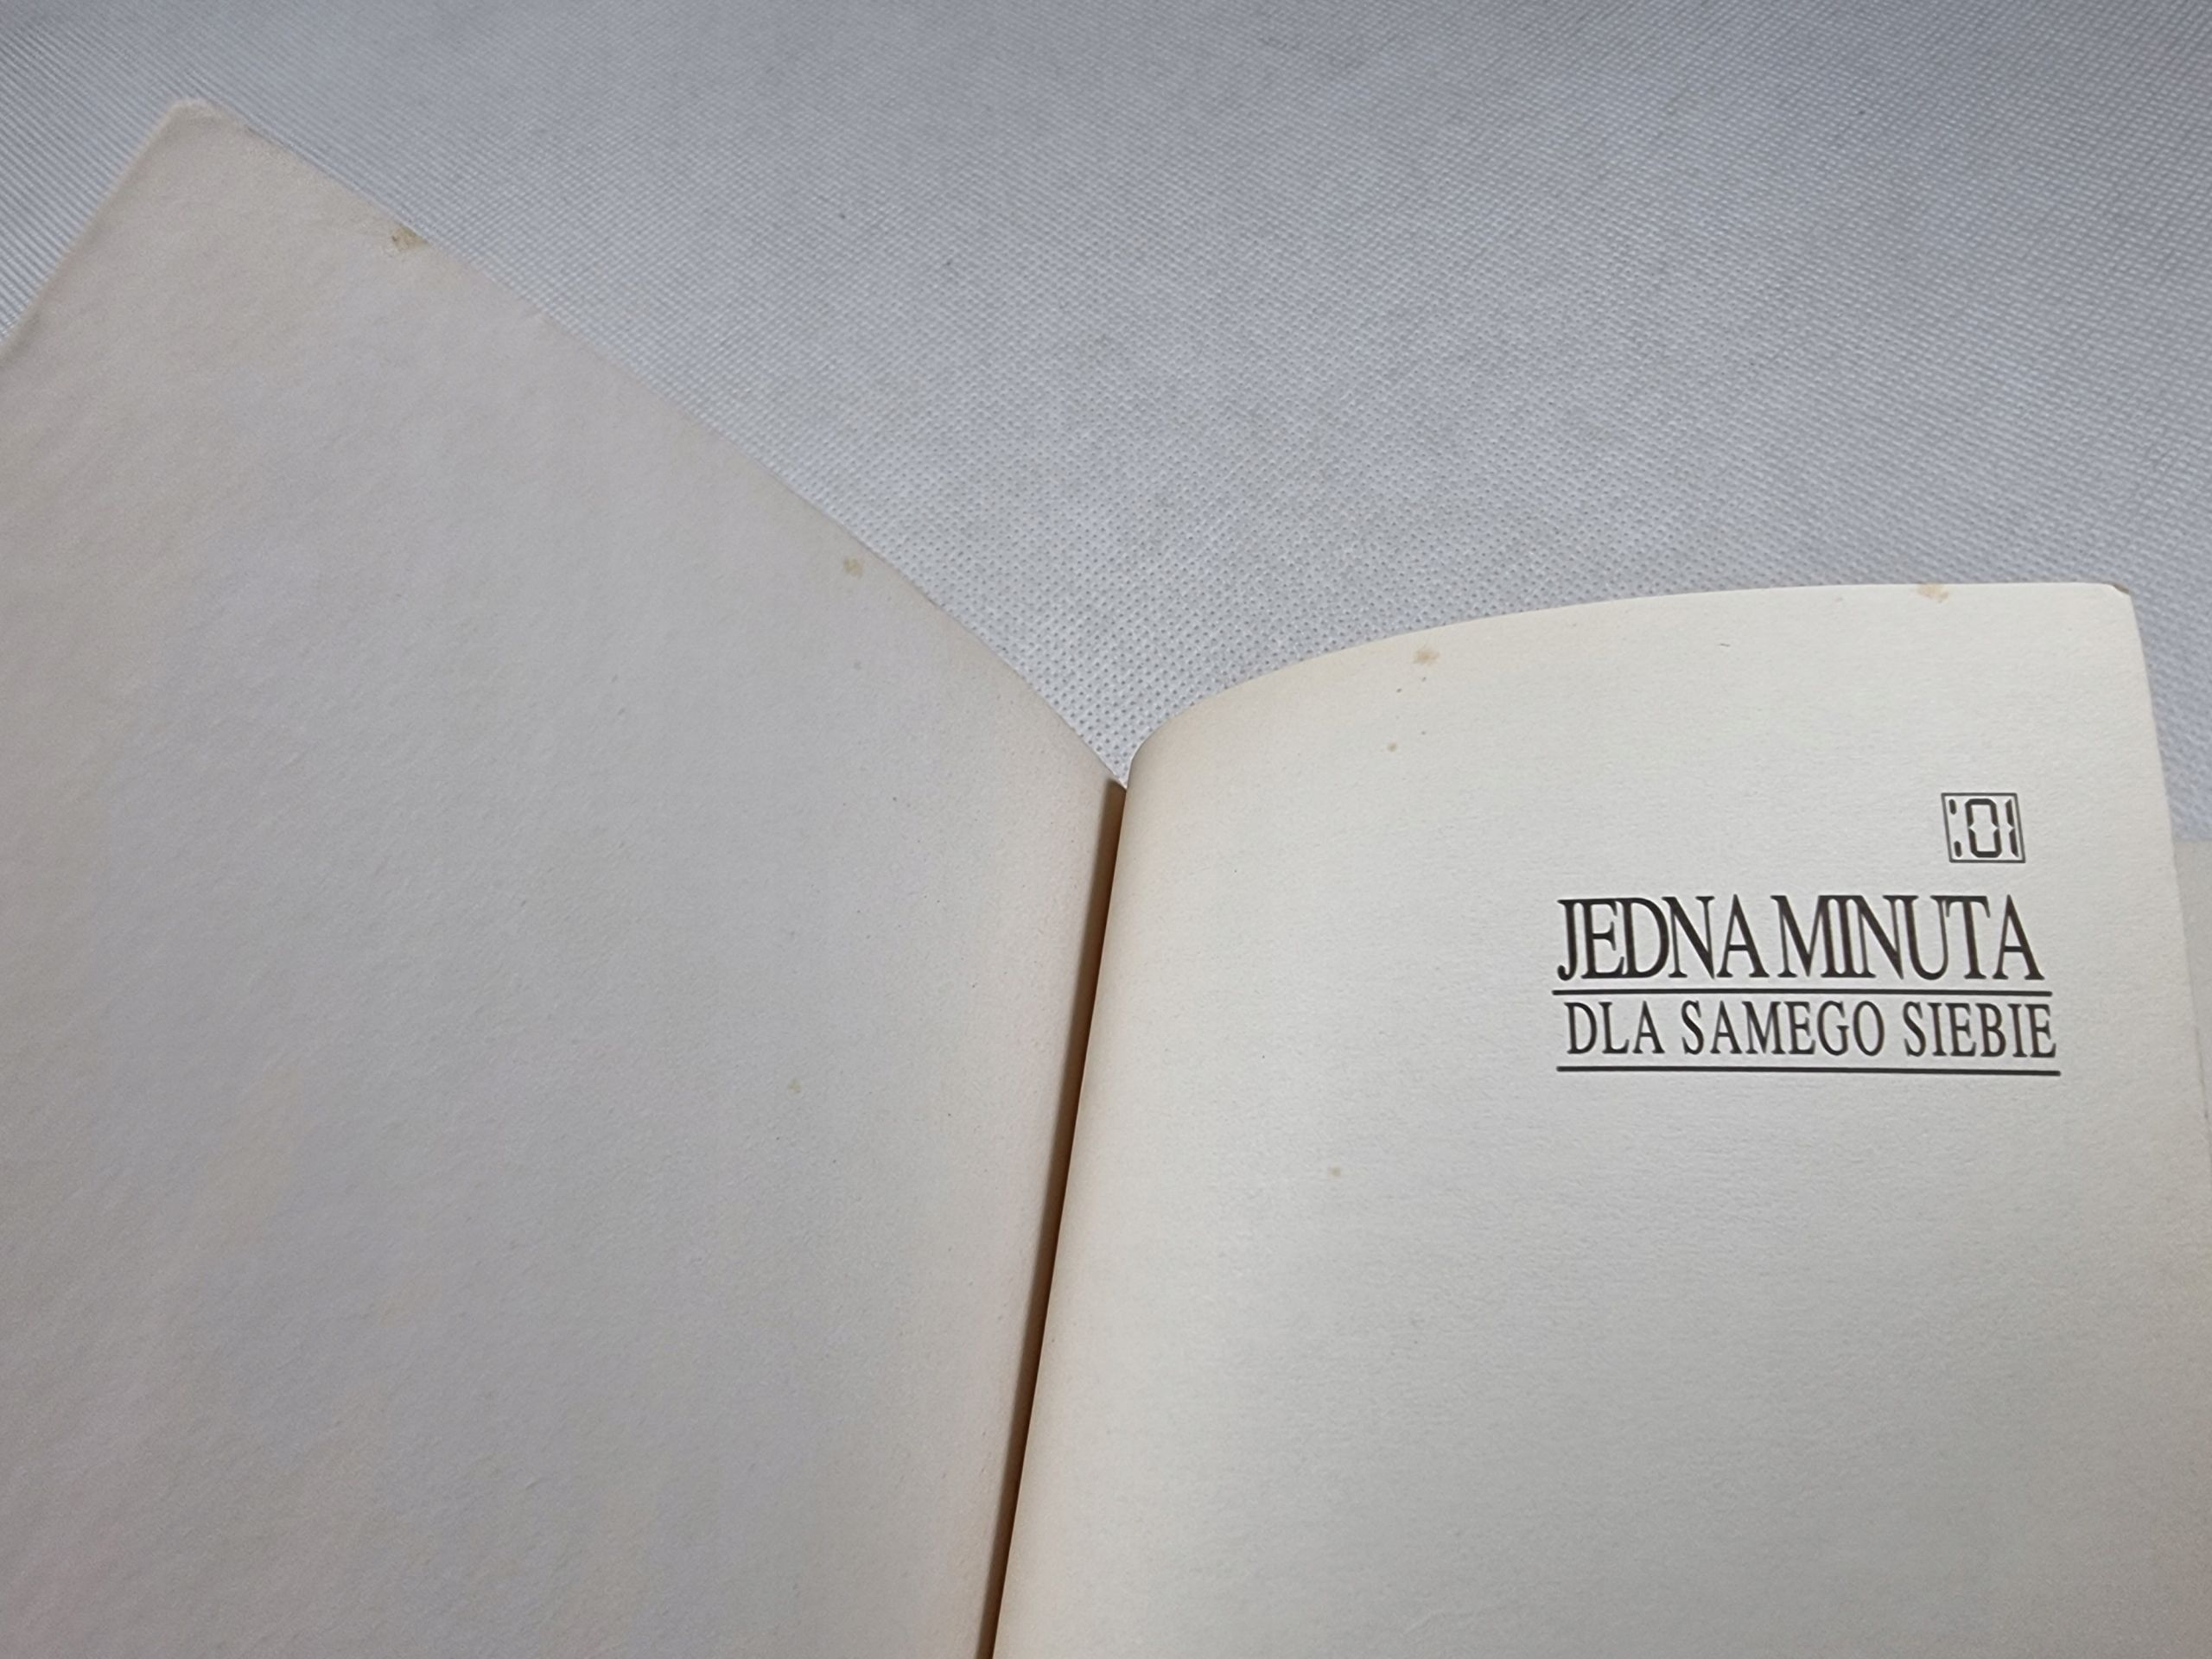 :01
JEDNA MINUTA
DLA SAMEGO SIEBIE